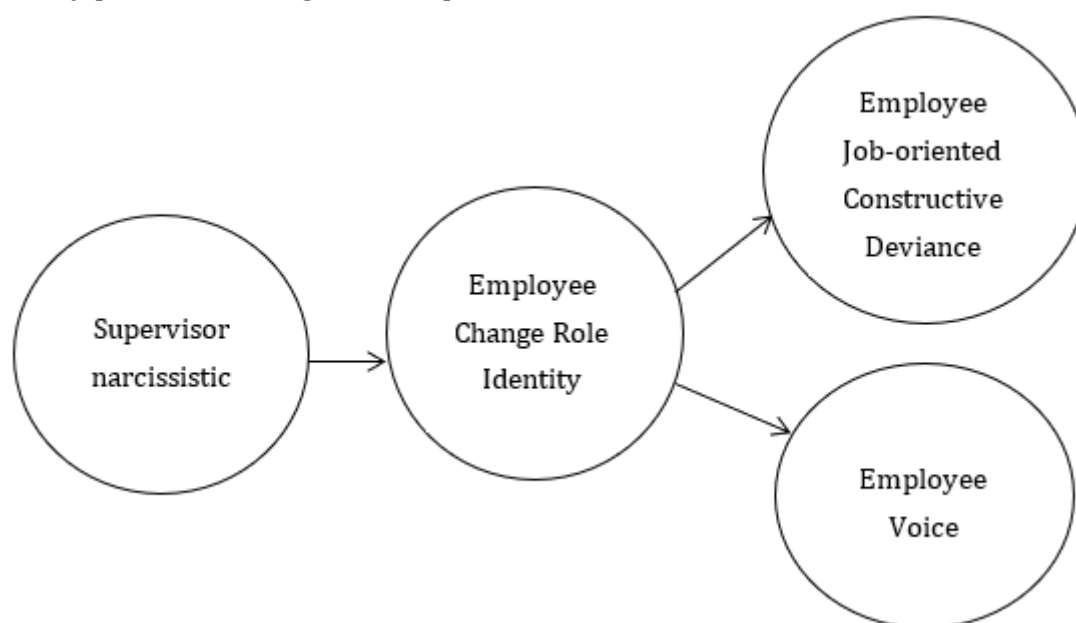 Supervisor
narcissistic
Employee
Change Role
Identity
Employee
Job-oriented
Constructive
Deviance
Employee
Voice